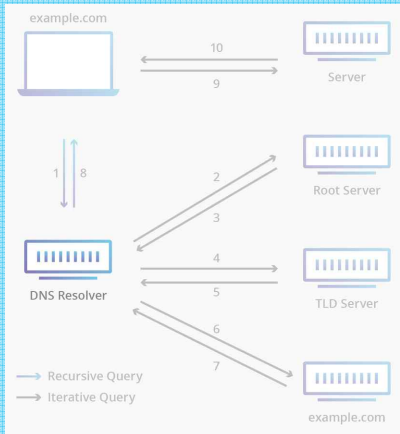 example.com
10
9
Server
1
8
2
3
Root Server
4
5
DNS Resolver
TLD Server
6
7
Recursive Query
Iterative Query
example.com